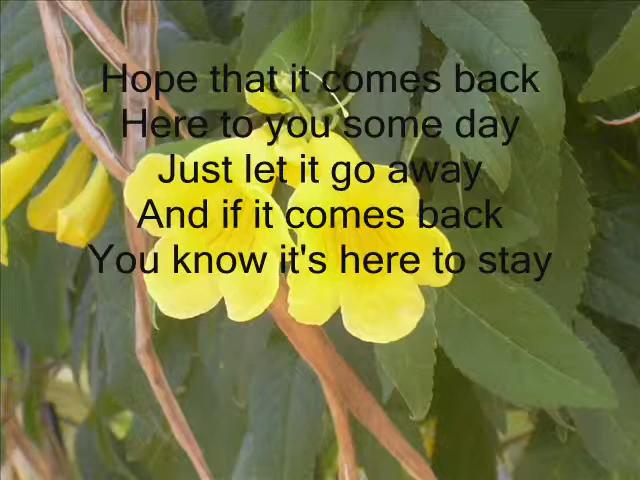 Hope that it comes back
Here to you some day
Just let it go away
And if it comes back
You know it's here to stay